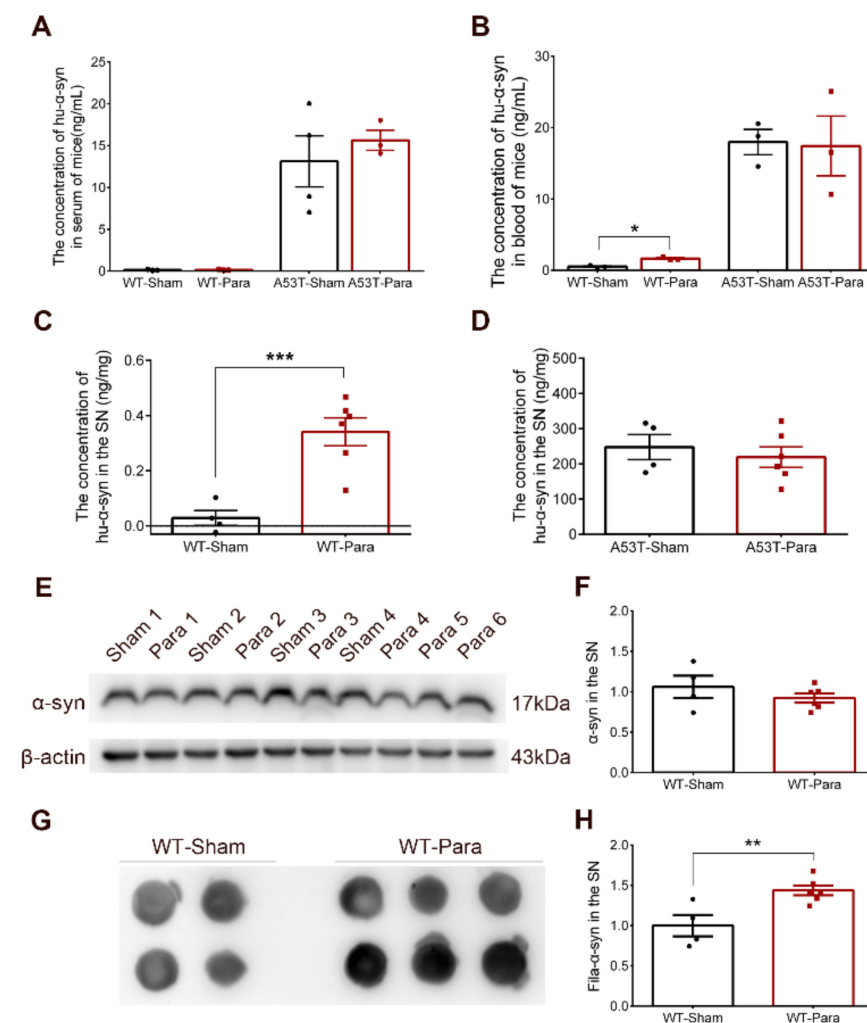 A
The concentration of hu-α-syn
in serum of mice(ng/mL)
25
20
15
10
5
0
WT-Sham WT-Para A53T-Sham A53T-Para
B
The concentration of hu-α-syn
in blood of mice (ng/mL)
30
20
10
0
*
WT-Sham WT-Para A53T-Sham A53T-Para
C
The concentration of
hu-α-syn in the SN (ng/mg)
0.6
0.4
0.2
0.0
***
WT-Sham WT-Para
D
The concentration of
hu-α-syn in the SN (ng/mg)
500
400
300
200
100
0
A53T-Sham A53T-Para
E
Sham 1 Para 1 Sham 2 Para 2 Sham 3 Para 3 Sham 4 Para 4 Para 5 Para 6
α-syn 17kDa
β-actin 43kDa
F
α-syn in the SN
2.0
1.5
1.0
0.5
0.0
WT-Sham WT-Para
G
WT-Sham WT-Para
H
Fila-α-syn in the SN
2.0
1.5
1.0
0.5
0.0
**
WT-Sham WT-Para